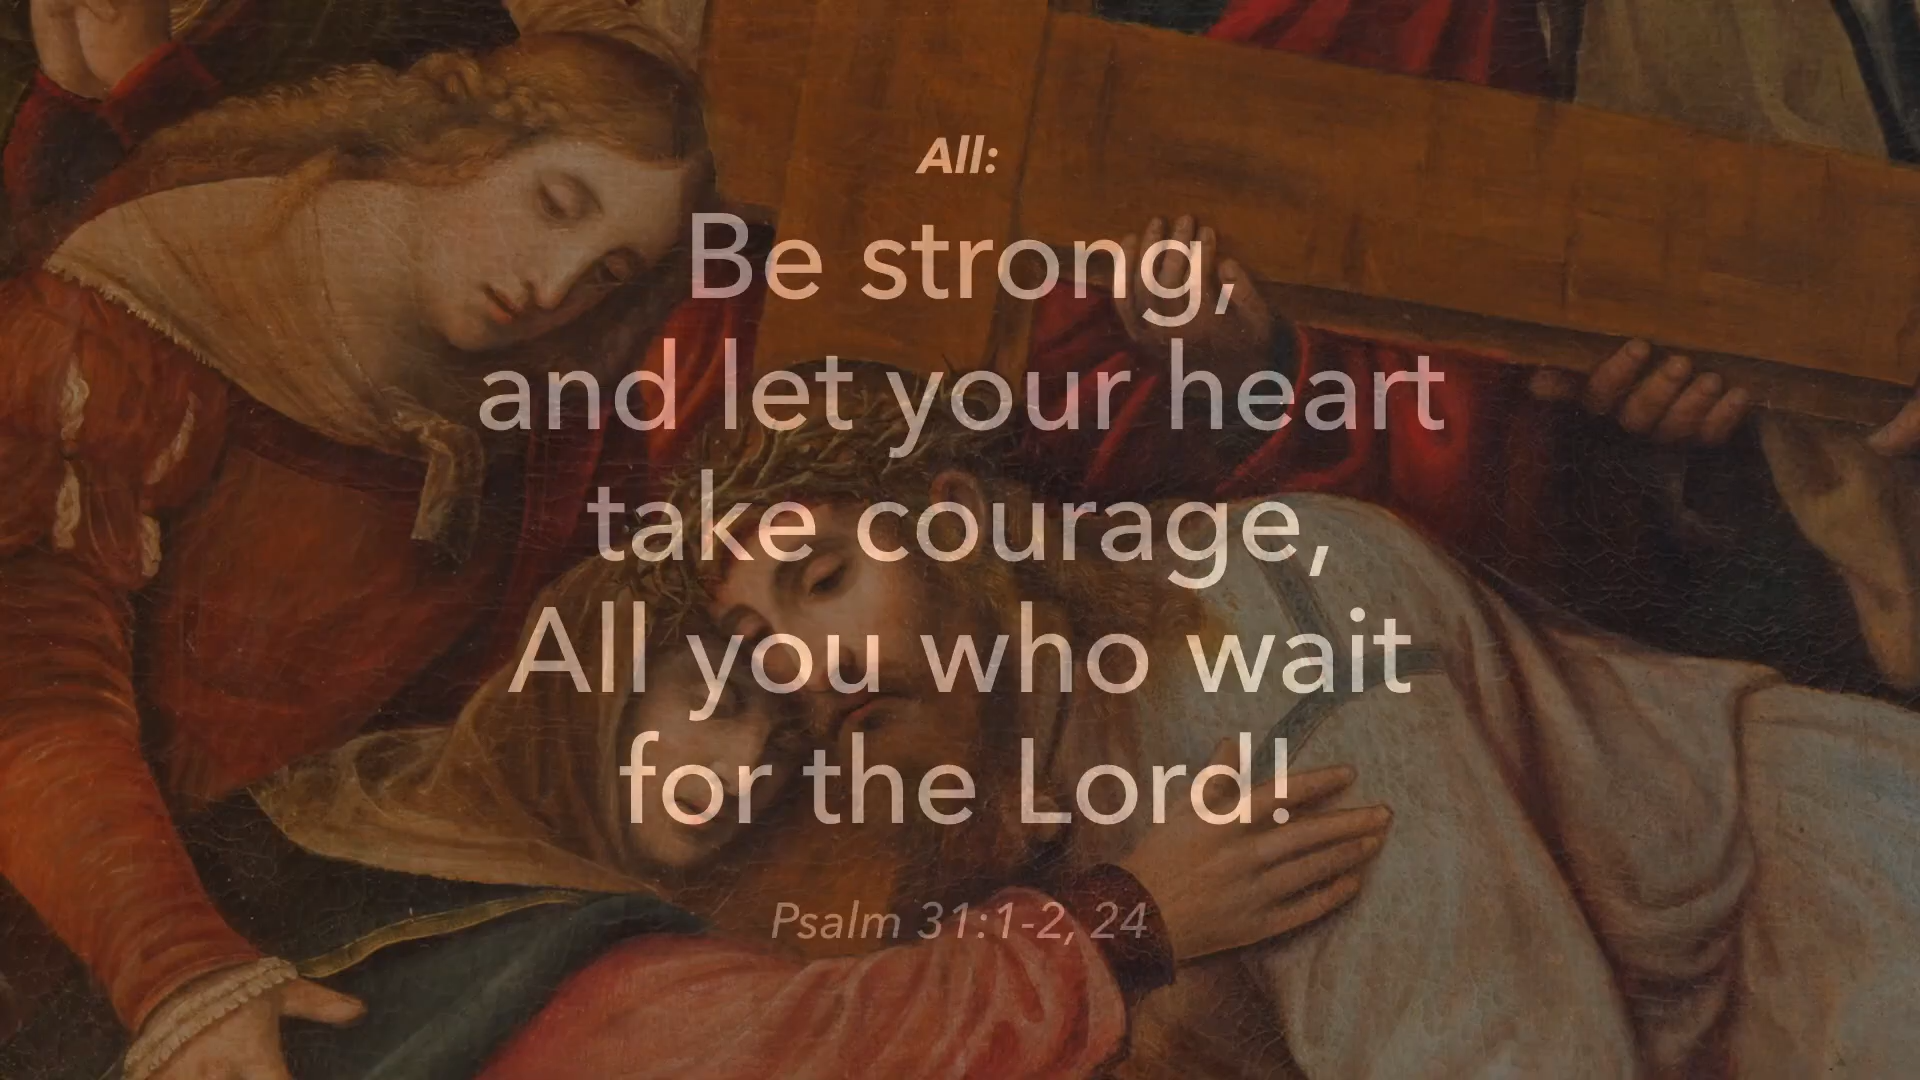 All:
Be strong,
and let your heart
take courage,
All you who wait
for the Lord!
Psalm 31:1-2, 24